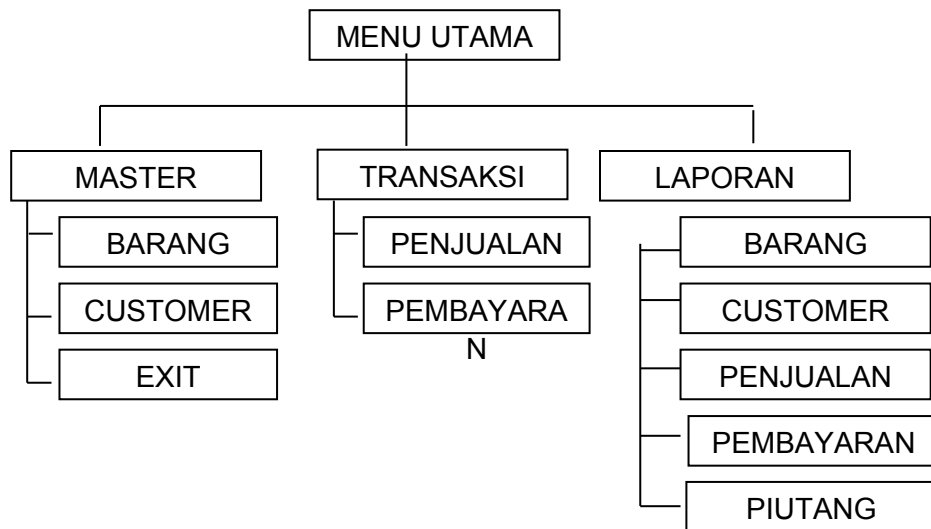 MENU UTAMA
MASTER
TRANSAKSI
LAPORAN
BARANG
CUSTOMER
EXIT
PENJUALAN
PEMBAYARA
N
BARANG
CUSTOMER
PENJUALAN
PEMBAYARAN
PIUTANG